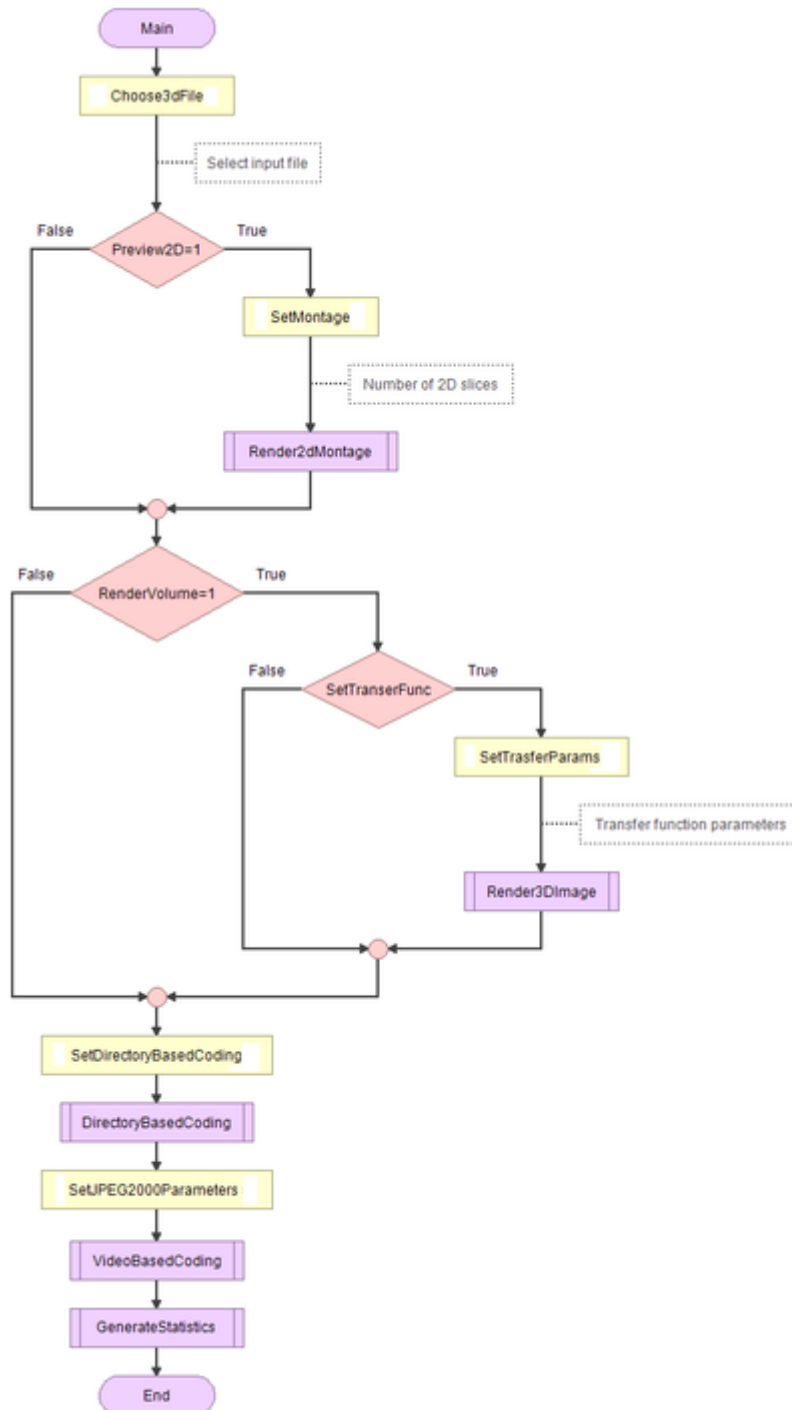 Main
Choose3dFile
Select input file
False
True
Preview2D=1
SetMontage
Number of 2D slices
Render2dMontage
False
True
RenderVolume=1
False
True
SetTranserFunc
SetTrasferParams
Transfer function parameters
Render3DImage
SetDirectoryBasedCoding
DirectoryBasedCoding
SetJPEG2000Parameters
VideoBasedCoding
GenerateStatistics
End